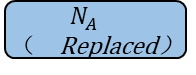 N_A
( Replaced)